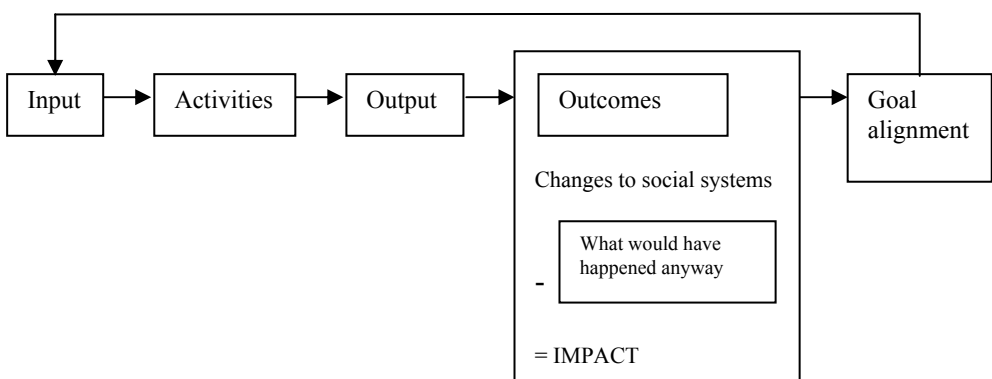 Input
Activities
Output
Outcomes
Goal
alignment
Changes to social systems
What would have
happened anyway
-
= IMPACT